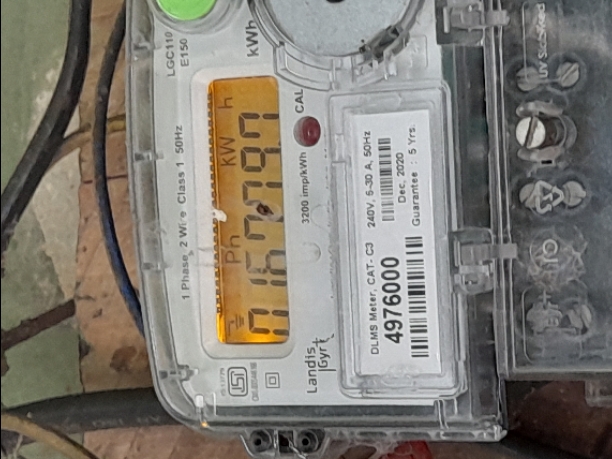 LGC110
E150
kWh
1 Phase 2 Wire Class 1 50Hz
Ph kW h
CAL
3200 imp/kWh
Landis
Gyr
DLMS Meter, CAT- C3 240V, 5-30 A, 50Hz
4976000
Dec, 2020
Guarantee : 5 Yrs.